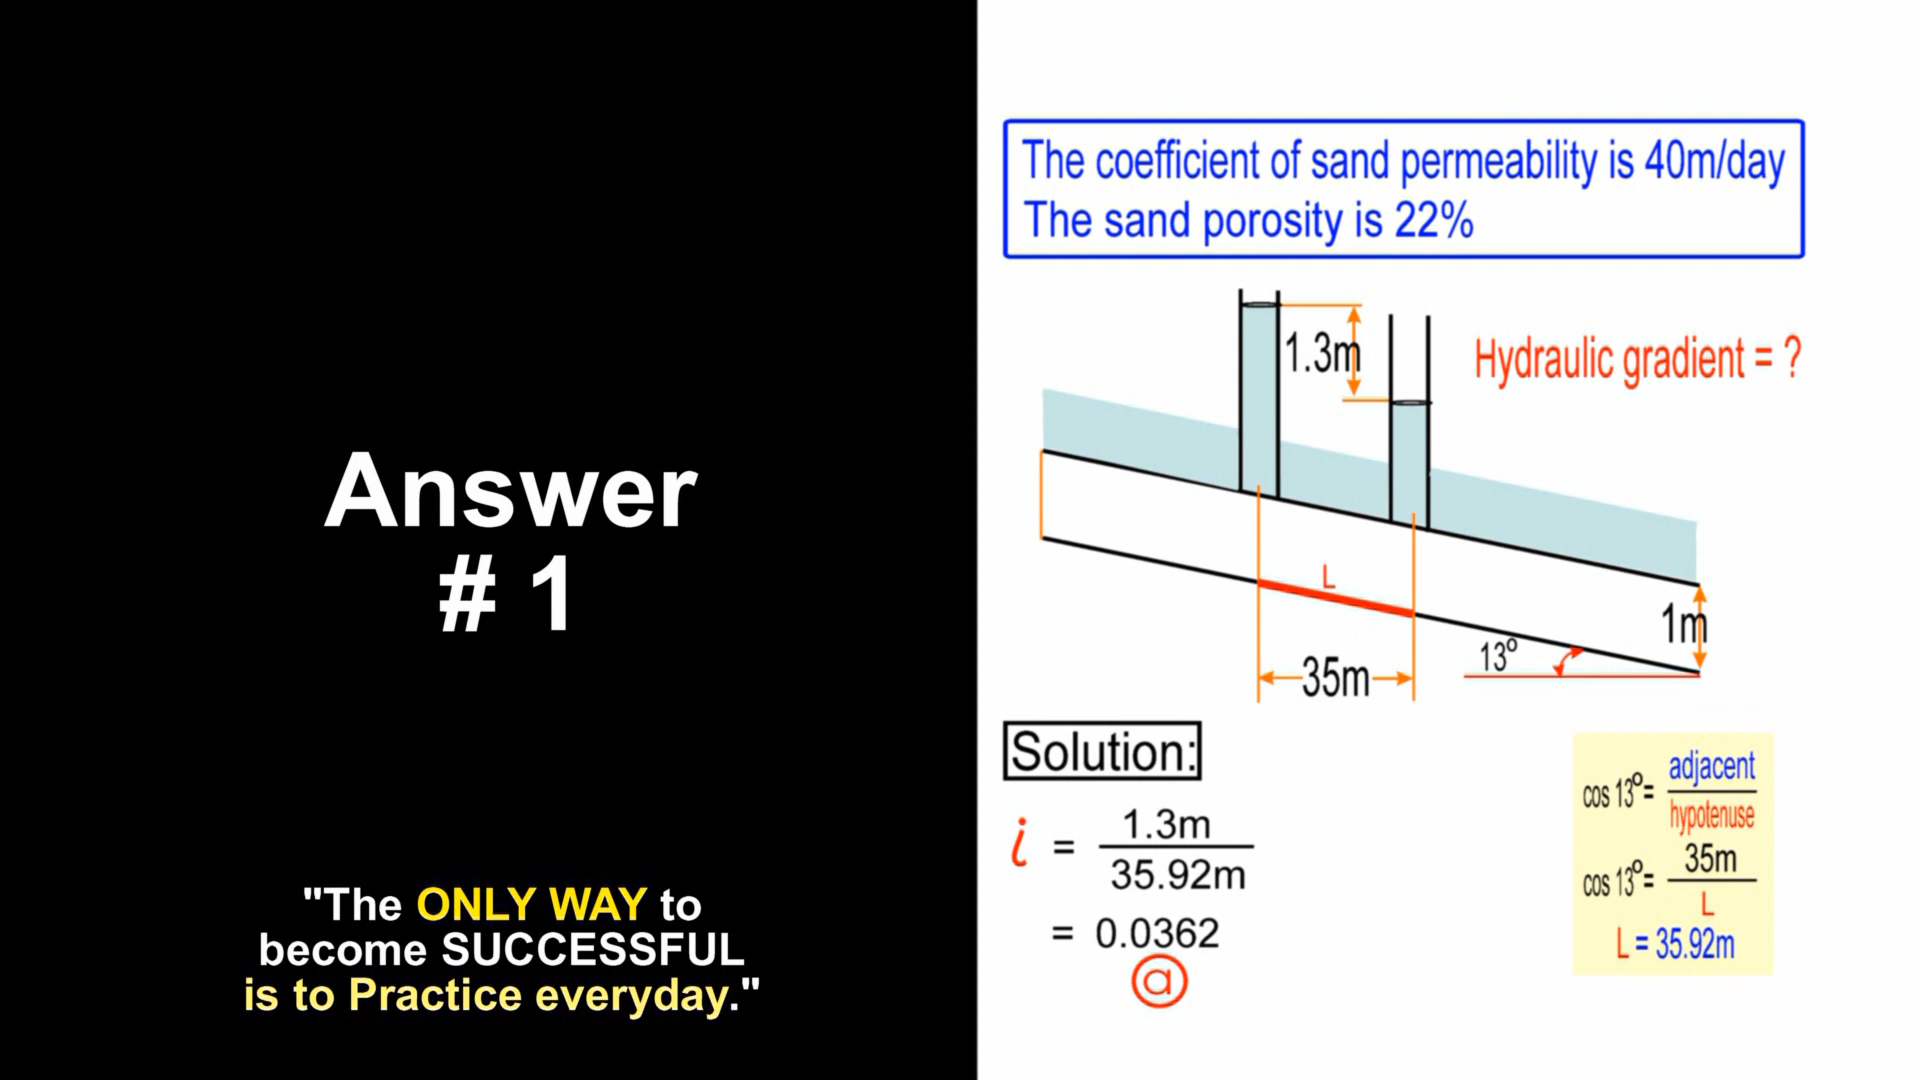 Answer
# 1
"The ONLY WAY to
become SUCCESSFUL
is to Practice everyday."
The coefficient of sand permeability is 40m/day
The sand porosity is 22%
1.3m
Hydraulic gradient = ?
L
1m
13°
35m
Solution:
i = 1.3m
35.92m
= 0.0362
a
cos 13°= adjacent
hypotenuse
cos 13°= 35m
L
L = 35.92m